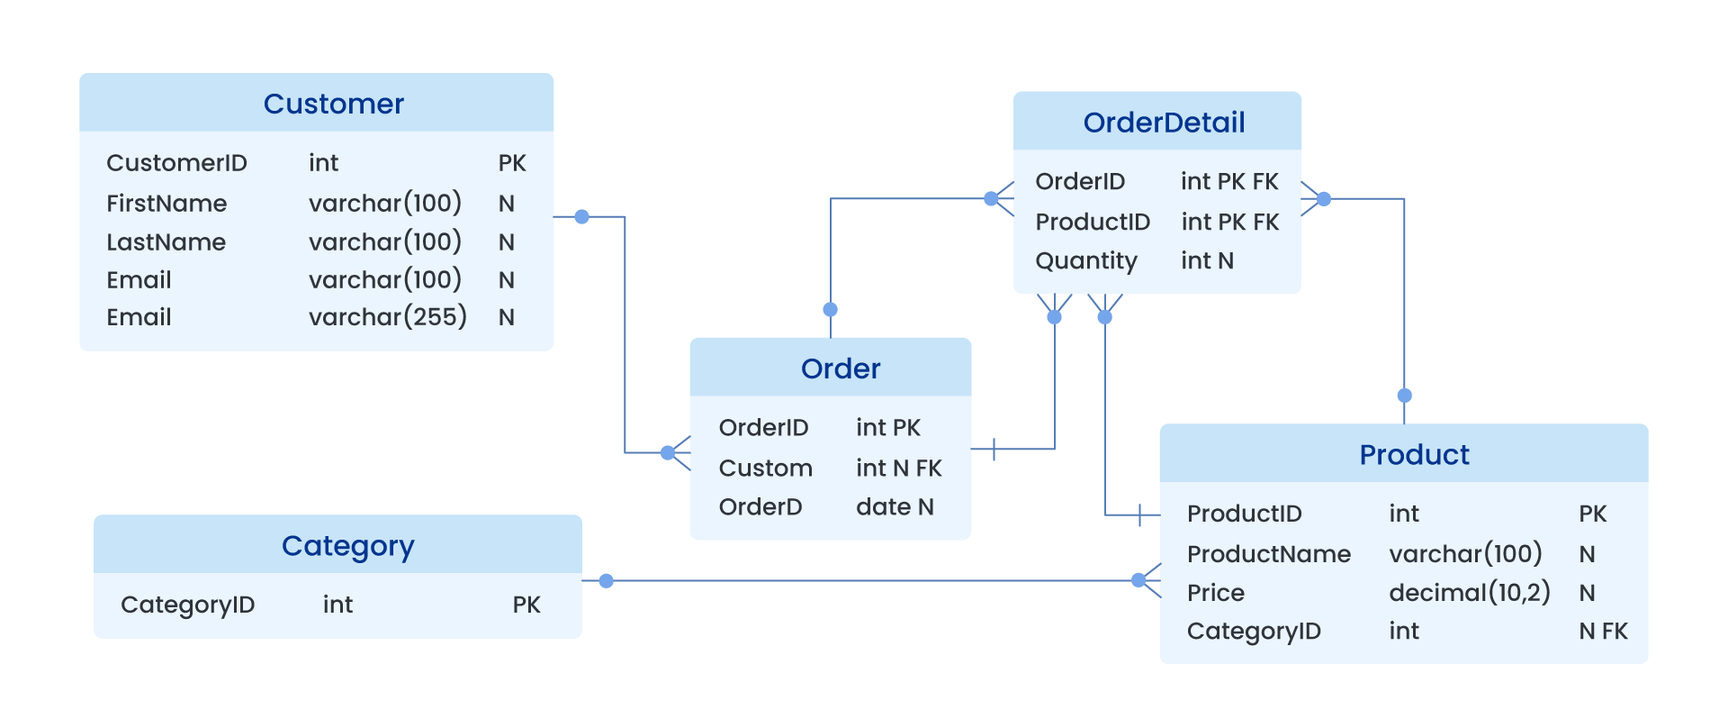 Customer
CustomerID int PK
FirstName varchar(100) N
LastName varchar(100) N
Email varchar(100) N
Email varchar(255) N
OrderDetail
OrderID int PK FK
ProductID int PK FK
Quantity int N
Order
OrderID int PK
Custom int N FK
OrderD date N
Category
CategoryID int PK
Product
ProductID int PK
ProductName varchar(100) N
Price decimal(10,2) N
CategoryID int N FK